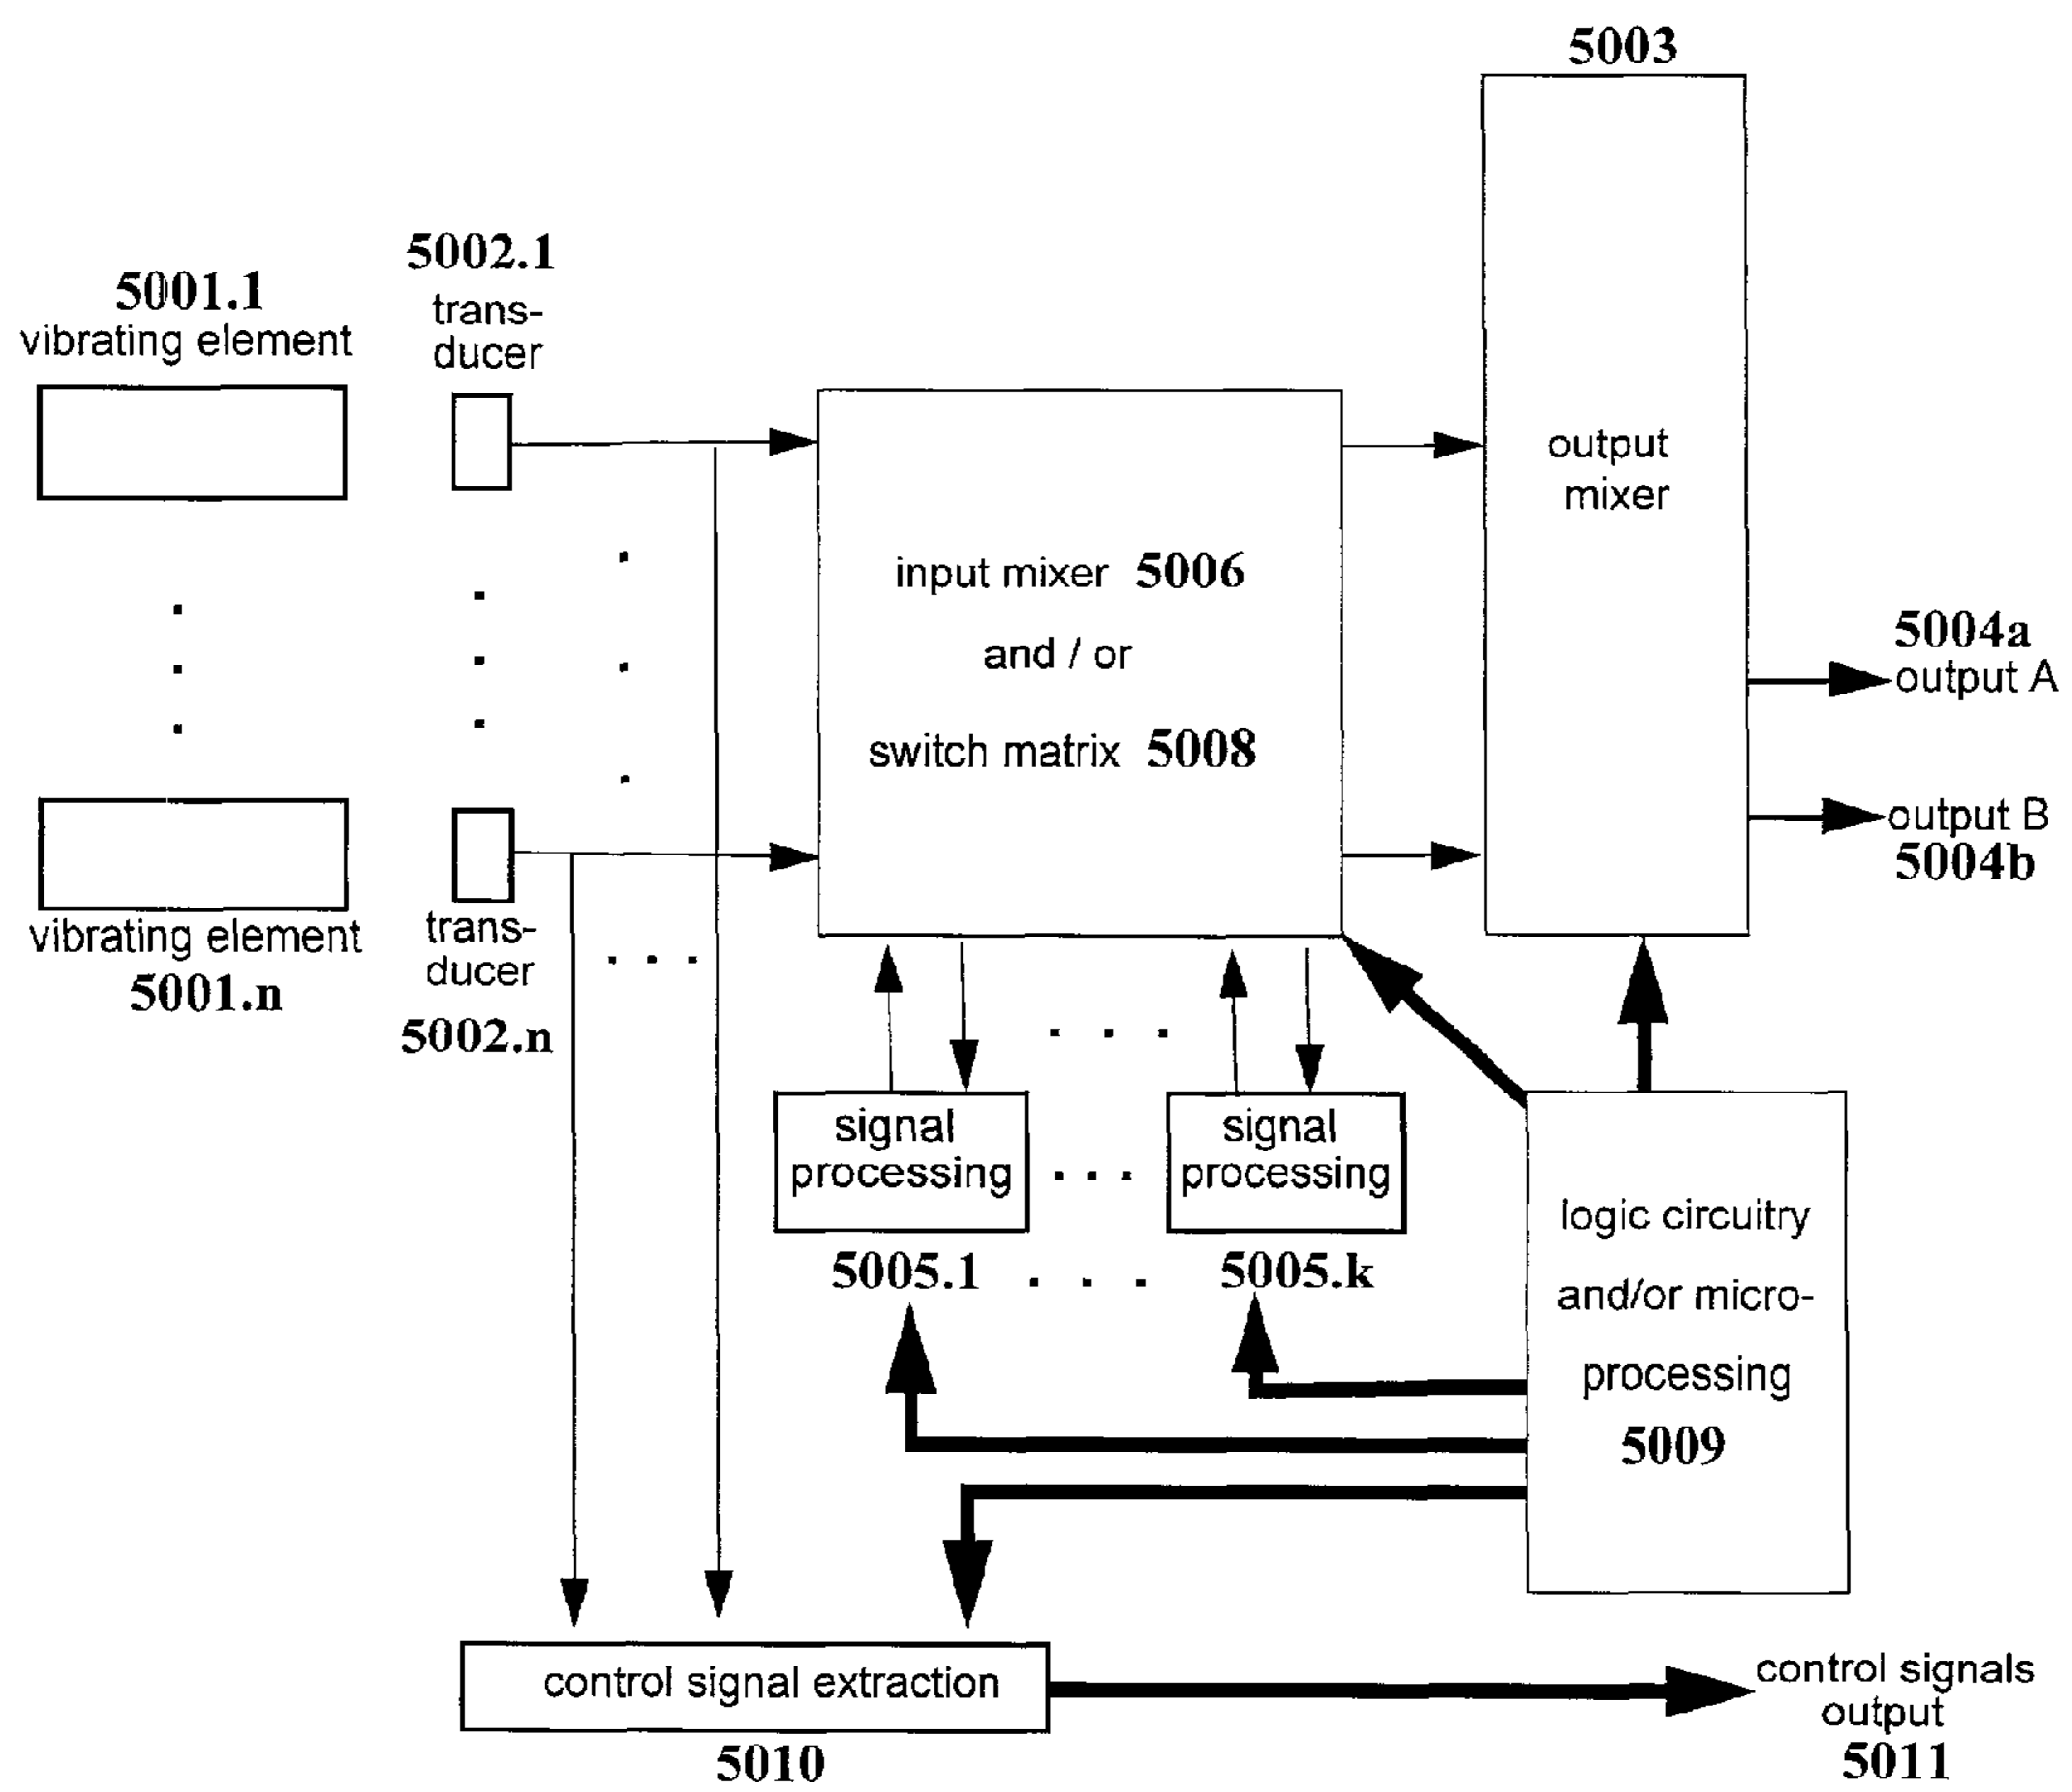 5003
5002.1
trans-
ducer
5001.1
vibrating element
output
mixer
input mixer 5006
and / or
switch matrix 5008
5004a
output A
output B
5004b
vibrating element
5001.n
trans-
ducer
5002.n
signal
processing
signal
processing
5005.1
5005.k
logic circuitry
and/or micro-
processing
5009
control signal extraction
5010
control signals
output
5011